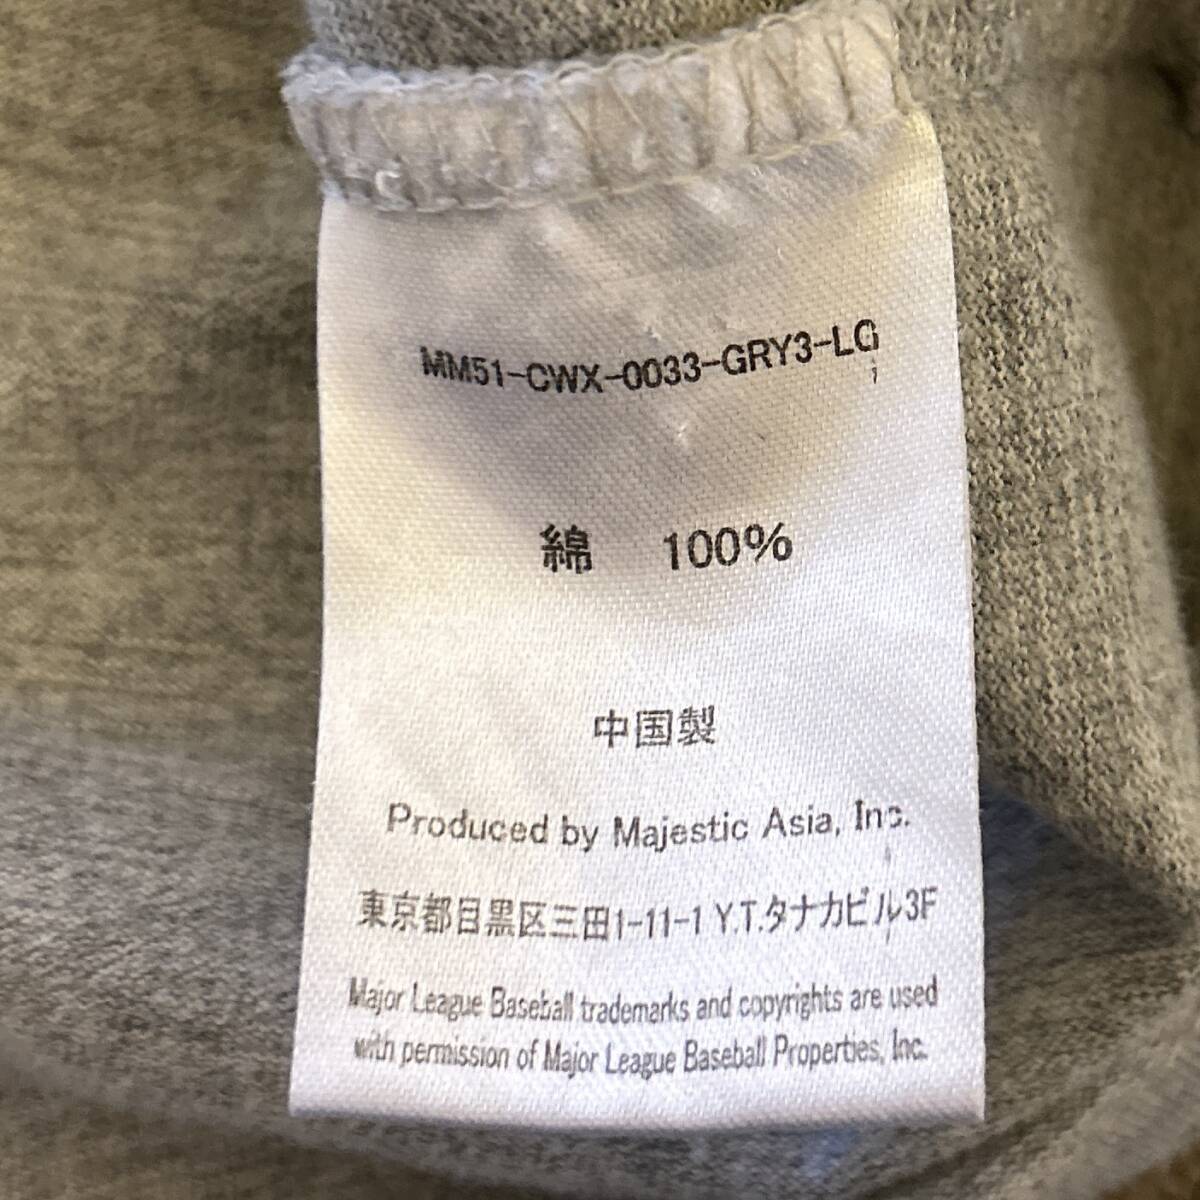 MM51-CWX-0033-GRY3-LG
綿 100%
中国製
Produced by Majestic Asia, Inc.
東京都目黒区三田1-11-1 Y.T.タナカビル3F
Major League Baseball trademarks and copyrights are used
with permission of Major League Baseball Properties, Inc.